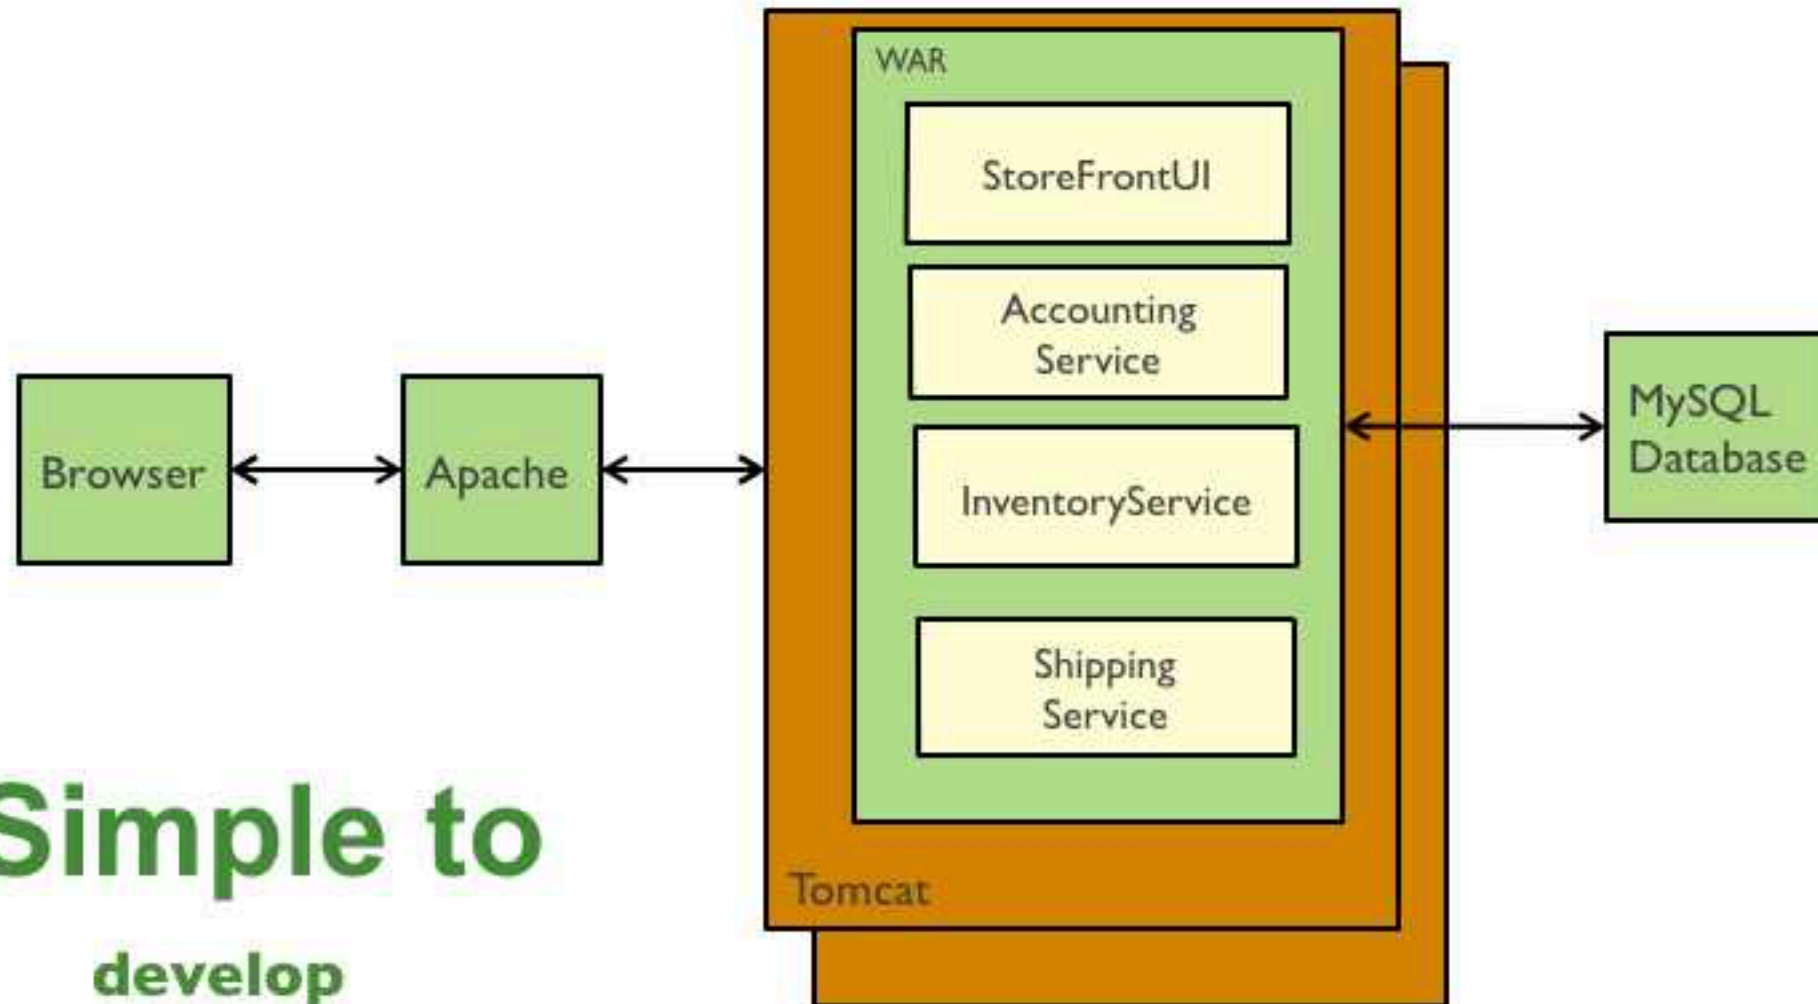 WAR
StoreFrontUI
Accounting
Service
InventoryService
Shipping
Service
Tomcat
Browser
Apache
MySQL
Database
Simple to
develop